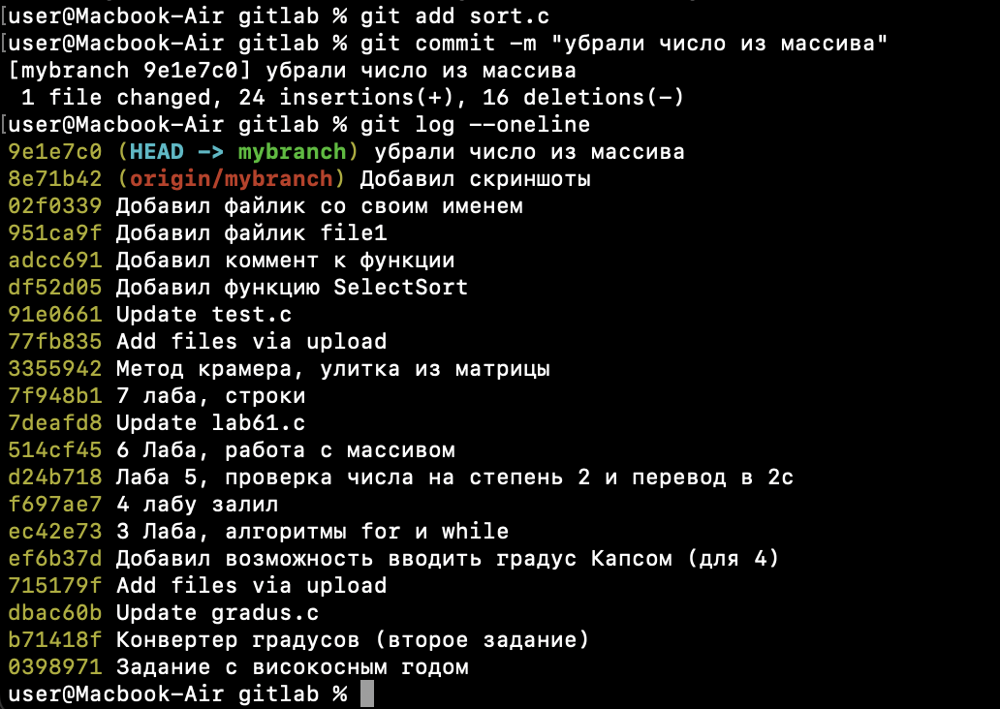 [user@Macbook-Air gitlab % git add sort.c
[user@Macbook-Air gitlab % git commit -m "убрали число из массива"
[mybranch 9e1e7c0] убрали число из массива
 1 file changed, 24 insertions(+), 16 deletions(-)
[user@Macbook-Air gitlab % git log --oneline
9e1e7c0 (HEAD -> mybranch) убрали число из массива
8e71b42 (origin/mybranch) Добавил скриншоты
02f0339 Добавил файлик со своим именем
951ca9f Добавил файлик file1
adcc691 Добавил коммент к функции
df52d05 Добавил функцию SelectSort
91e0661 Update test.c
77fb835 Add files via upload
3355942 Метод крамера, улитка из матрицы
7f948b1 7 лаба, строки
7deafd8 Update lab61.c
514cf45 6 Лаба, работа с массивом
d24b718 Лаба 5, проверка числа на степень 2 и перевод в 2с
f697ae7 4 лабу залил
ec42e73 3 Лаба, алгоритмы for и while
ef6b37d Добавил возможность вводить градус Капсом (для 4)
715179f Add files via upload
dbac60b Update gradus.c
b71418f Конвертер градусов (второе задание)
0398971 Задание с високосным годом
user@Macbook-Air gitlab %